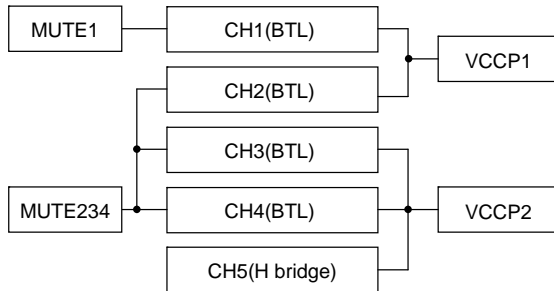 MUTE1
CH1(BTL)
VCCP1
CH2(BTL)
CH3(BTL)
MUTE234
CH4(BTL)
VCCP2
CH5(H bridge)